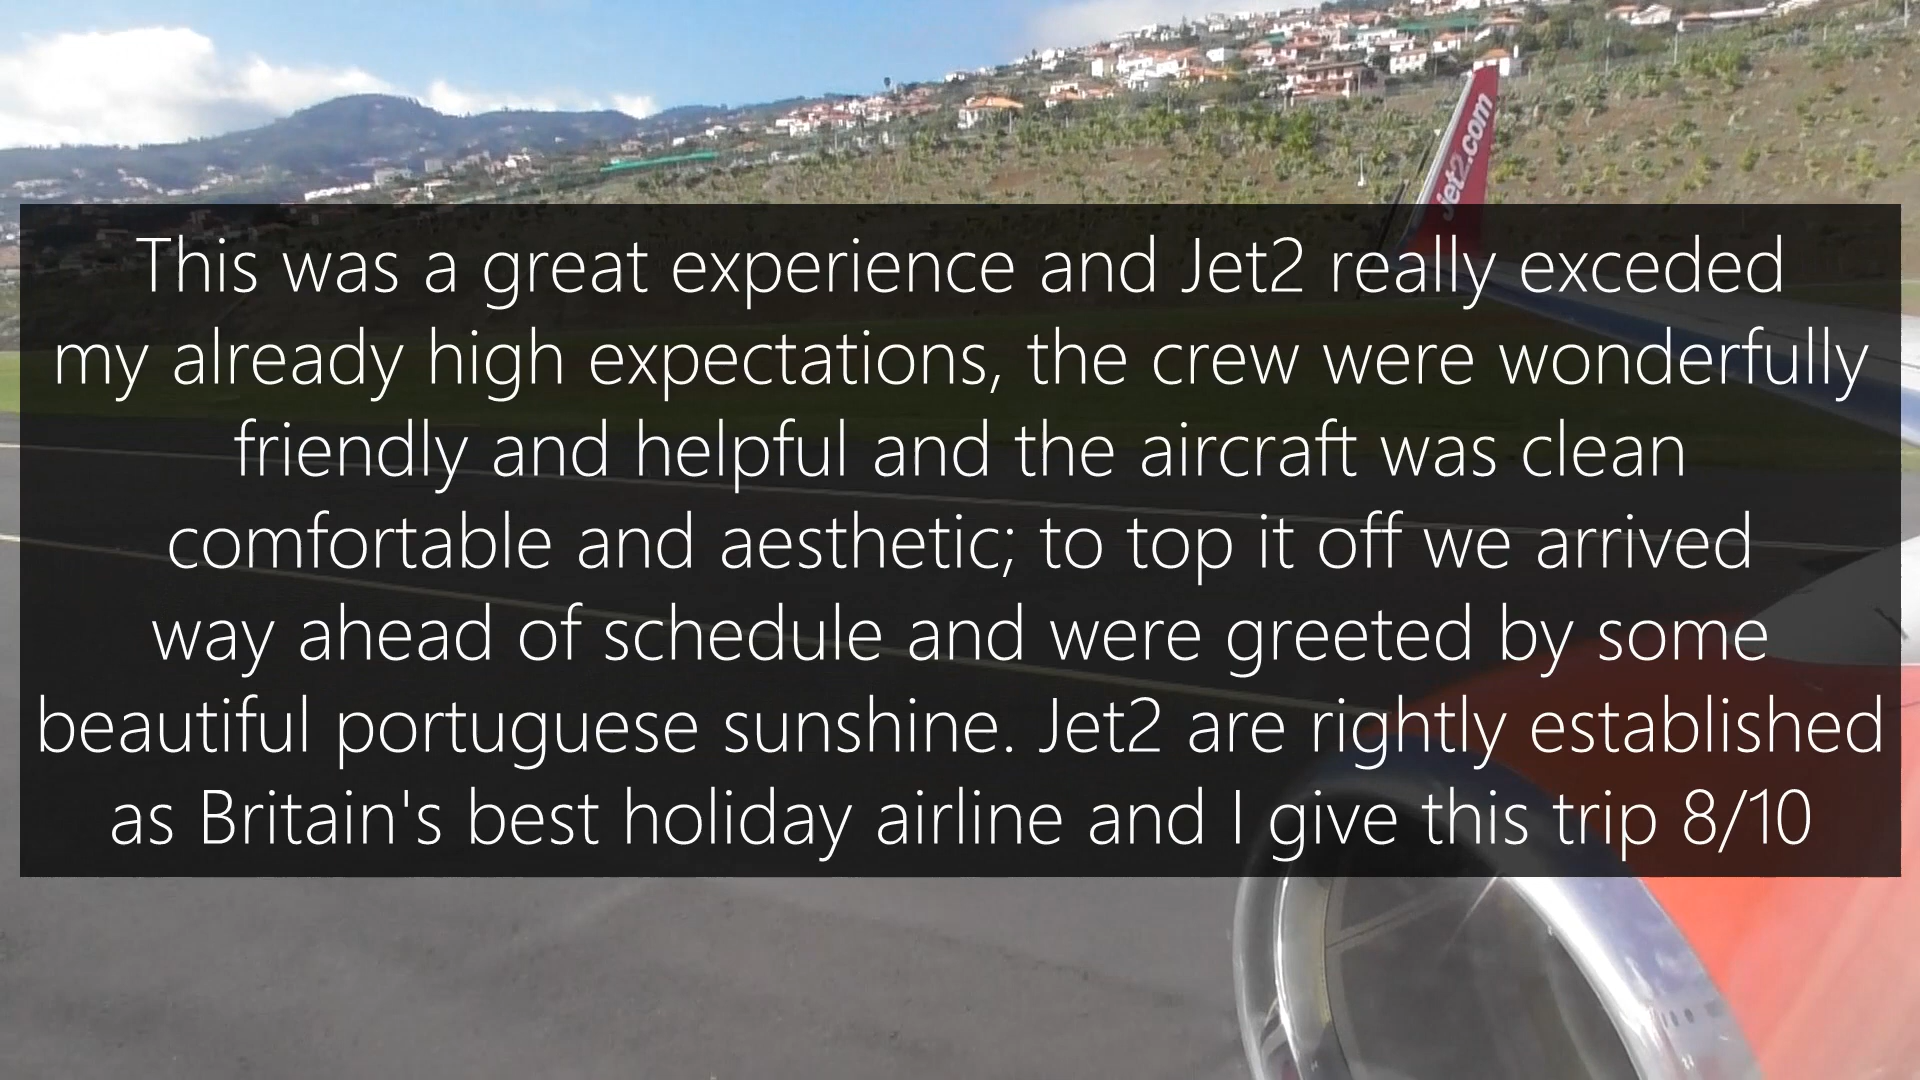 jet2.com
This was a great experience and Jet2 really exceded
my already high expectations, the crew were wonderfully
friendly and helpful and the aircraft was clean
comfortable and aesthetic; to top it off we arrived
way ahead of schedule and were greeted by some
beautiful portuguese sunshine. Jet2 are rightly established
as Britain's best holiday airline and I give this trip 8/10